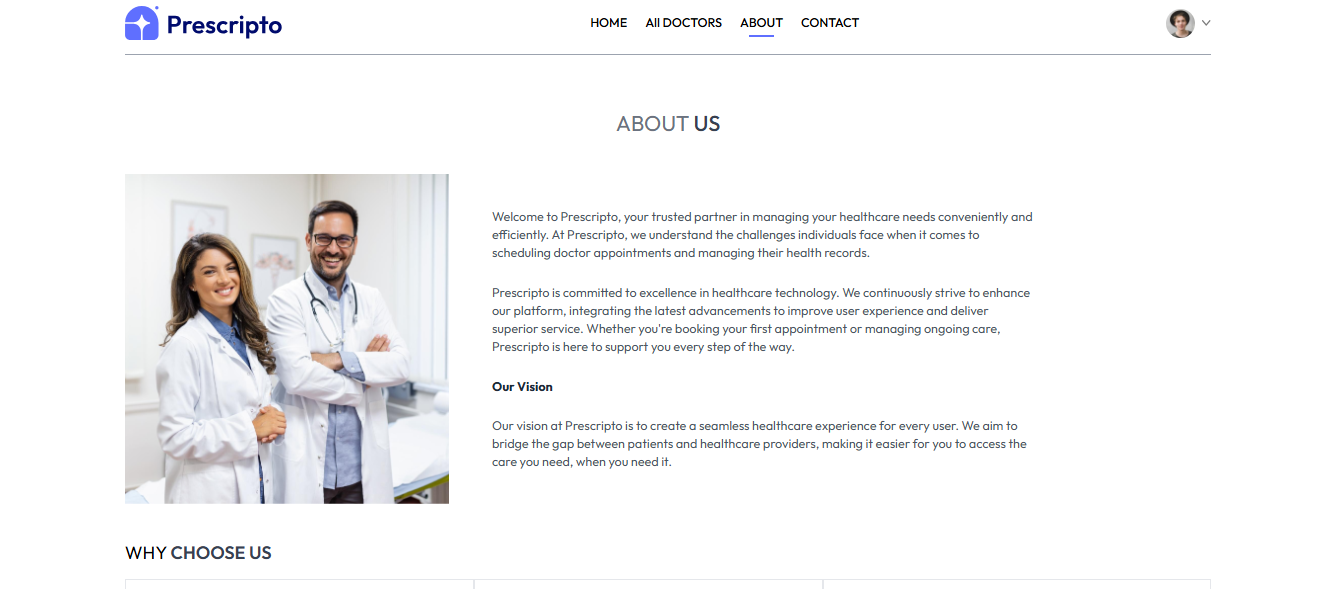 Prescripto
HOME
All DOCTORS
ABOUT
CONTACT
ABOUT US
Welcome to Prescripto, your trusted partner in managing your healthcare needs conveniently and
efficiently. At Prescripto, we understand the challenges individuals face when it comes to
scheduling doctor appointments and managing their health records.
Prescripto is committed to excellence in healthcare technology. We continuously strive to enhance
our platform, integrating the latest advancements to improve user experience and deliver
superior service. Whether you're booking your first appointment or managing ongoing care,
Prescripto is here to support you every step of the way.
Our Vision
Our vision at Prescripto is to create a seamless healthcare experience for every user. We aim to
bridge the gap between patients and healthcare providers, making it easier for you to access the
care you need, when you need it.
WHY CHOOSE US